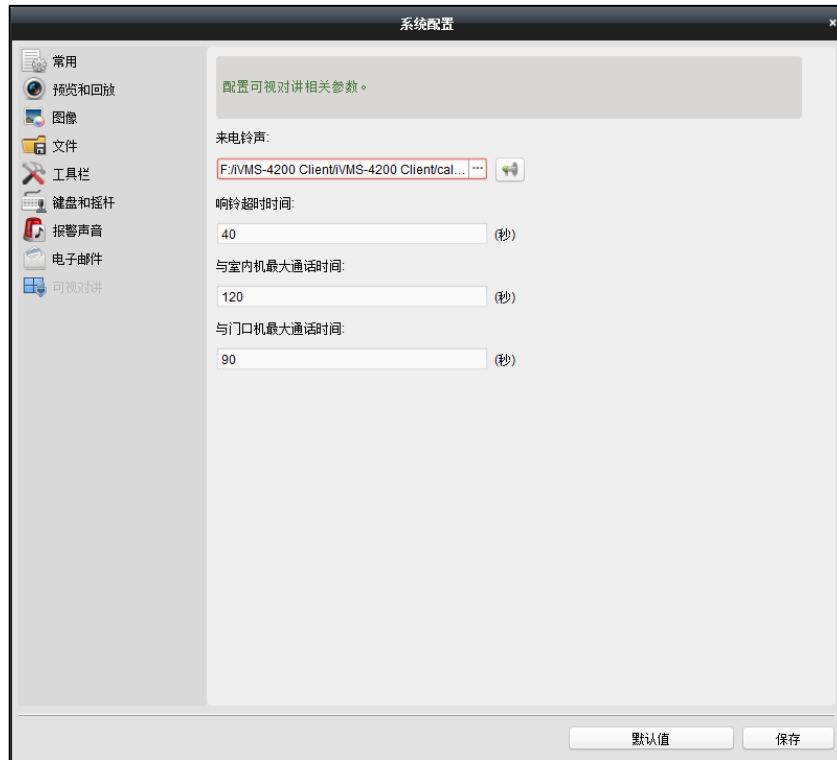 系统配置
×
常用
预览和回放
图像
文件
工具栏
键盘和摇杆
报警声音
电子邮件
可视对讲
配置可视对讲相关参数。
来电铃声:
F:/iVMS-4200 Client/iVMS-4200 Client/cal... ...
响铃超时时间:
40 (秒)
与室内机最大通话时间:
120 (秒)
与门口机最大通话时间:
90 (秒)
默认值 保存